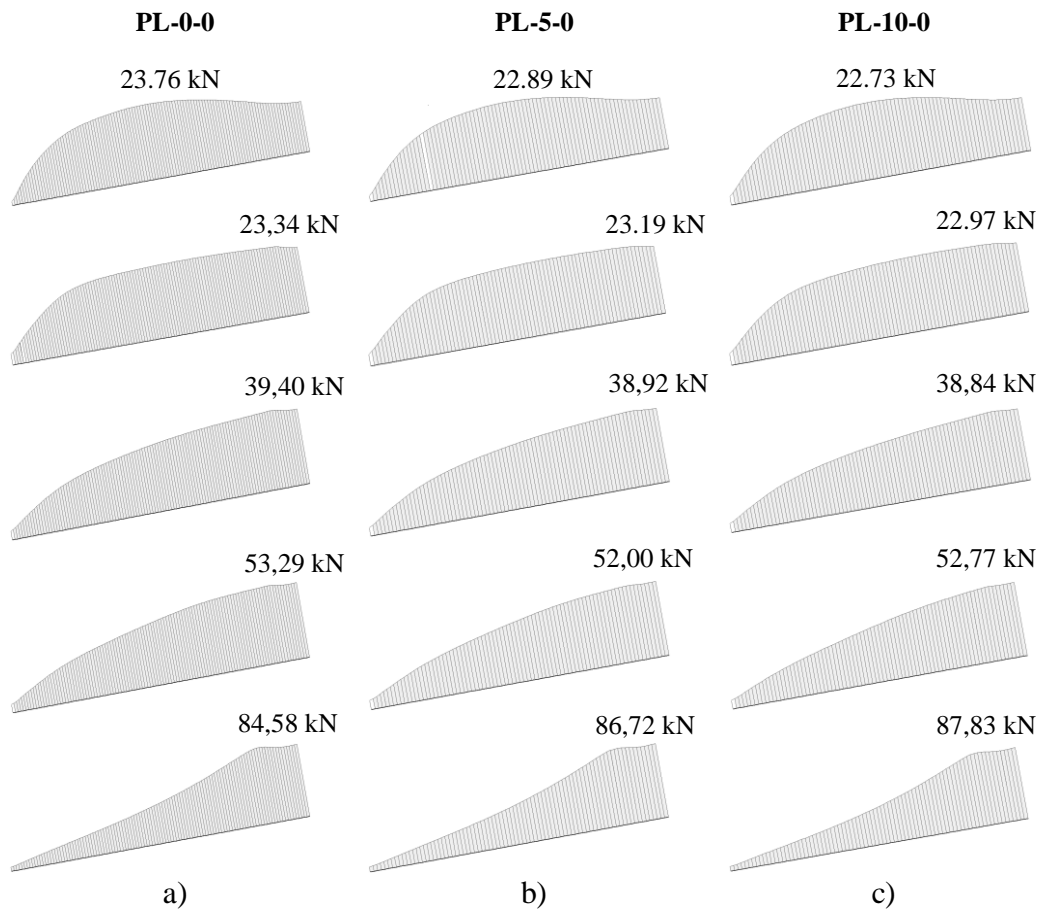 PL-0-0 PL-5-0 PL-10-0
23.76 kN 22.89 kN 22.73 kN
23,34 kN 23.19 kN 22.97 kN
39,40 kN 38,92 kN 38,84 kN
53,29 kN 52,00 kN 52,77 kN
84,58 kN 86,72 kN 87,83 kN
a) b) c)